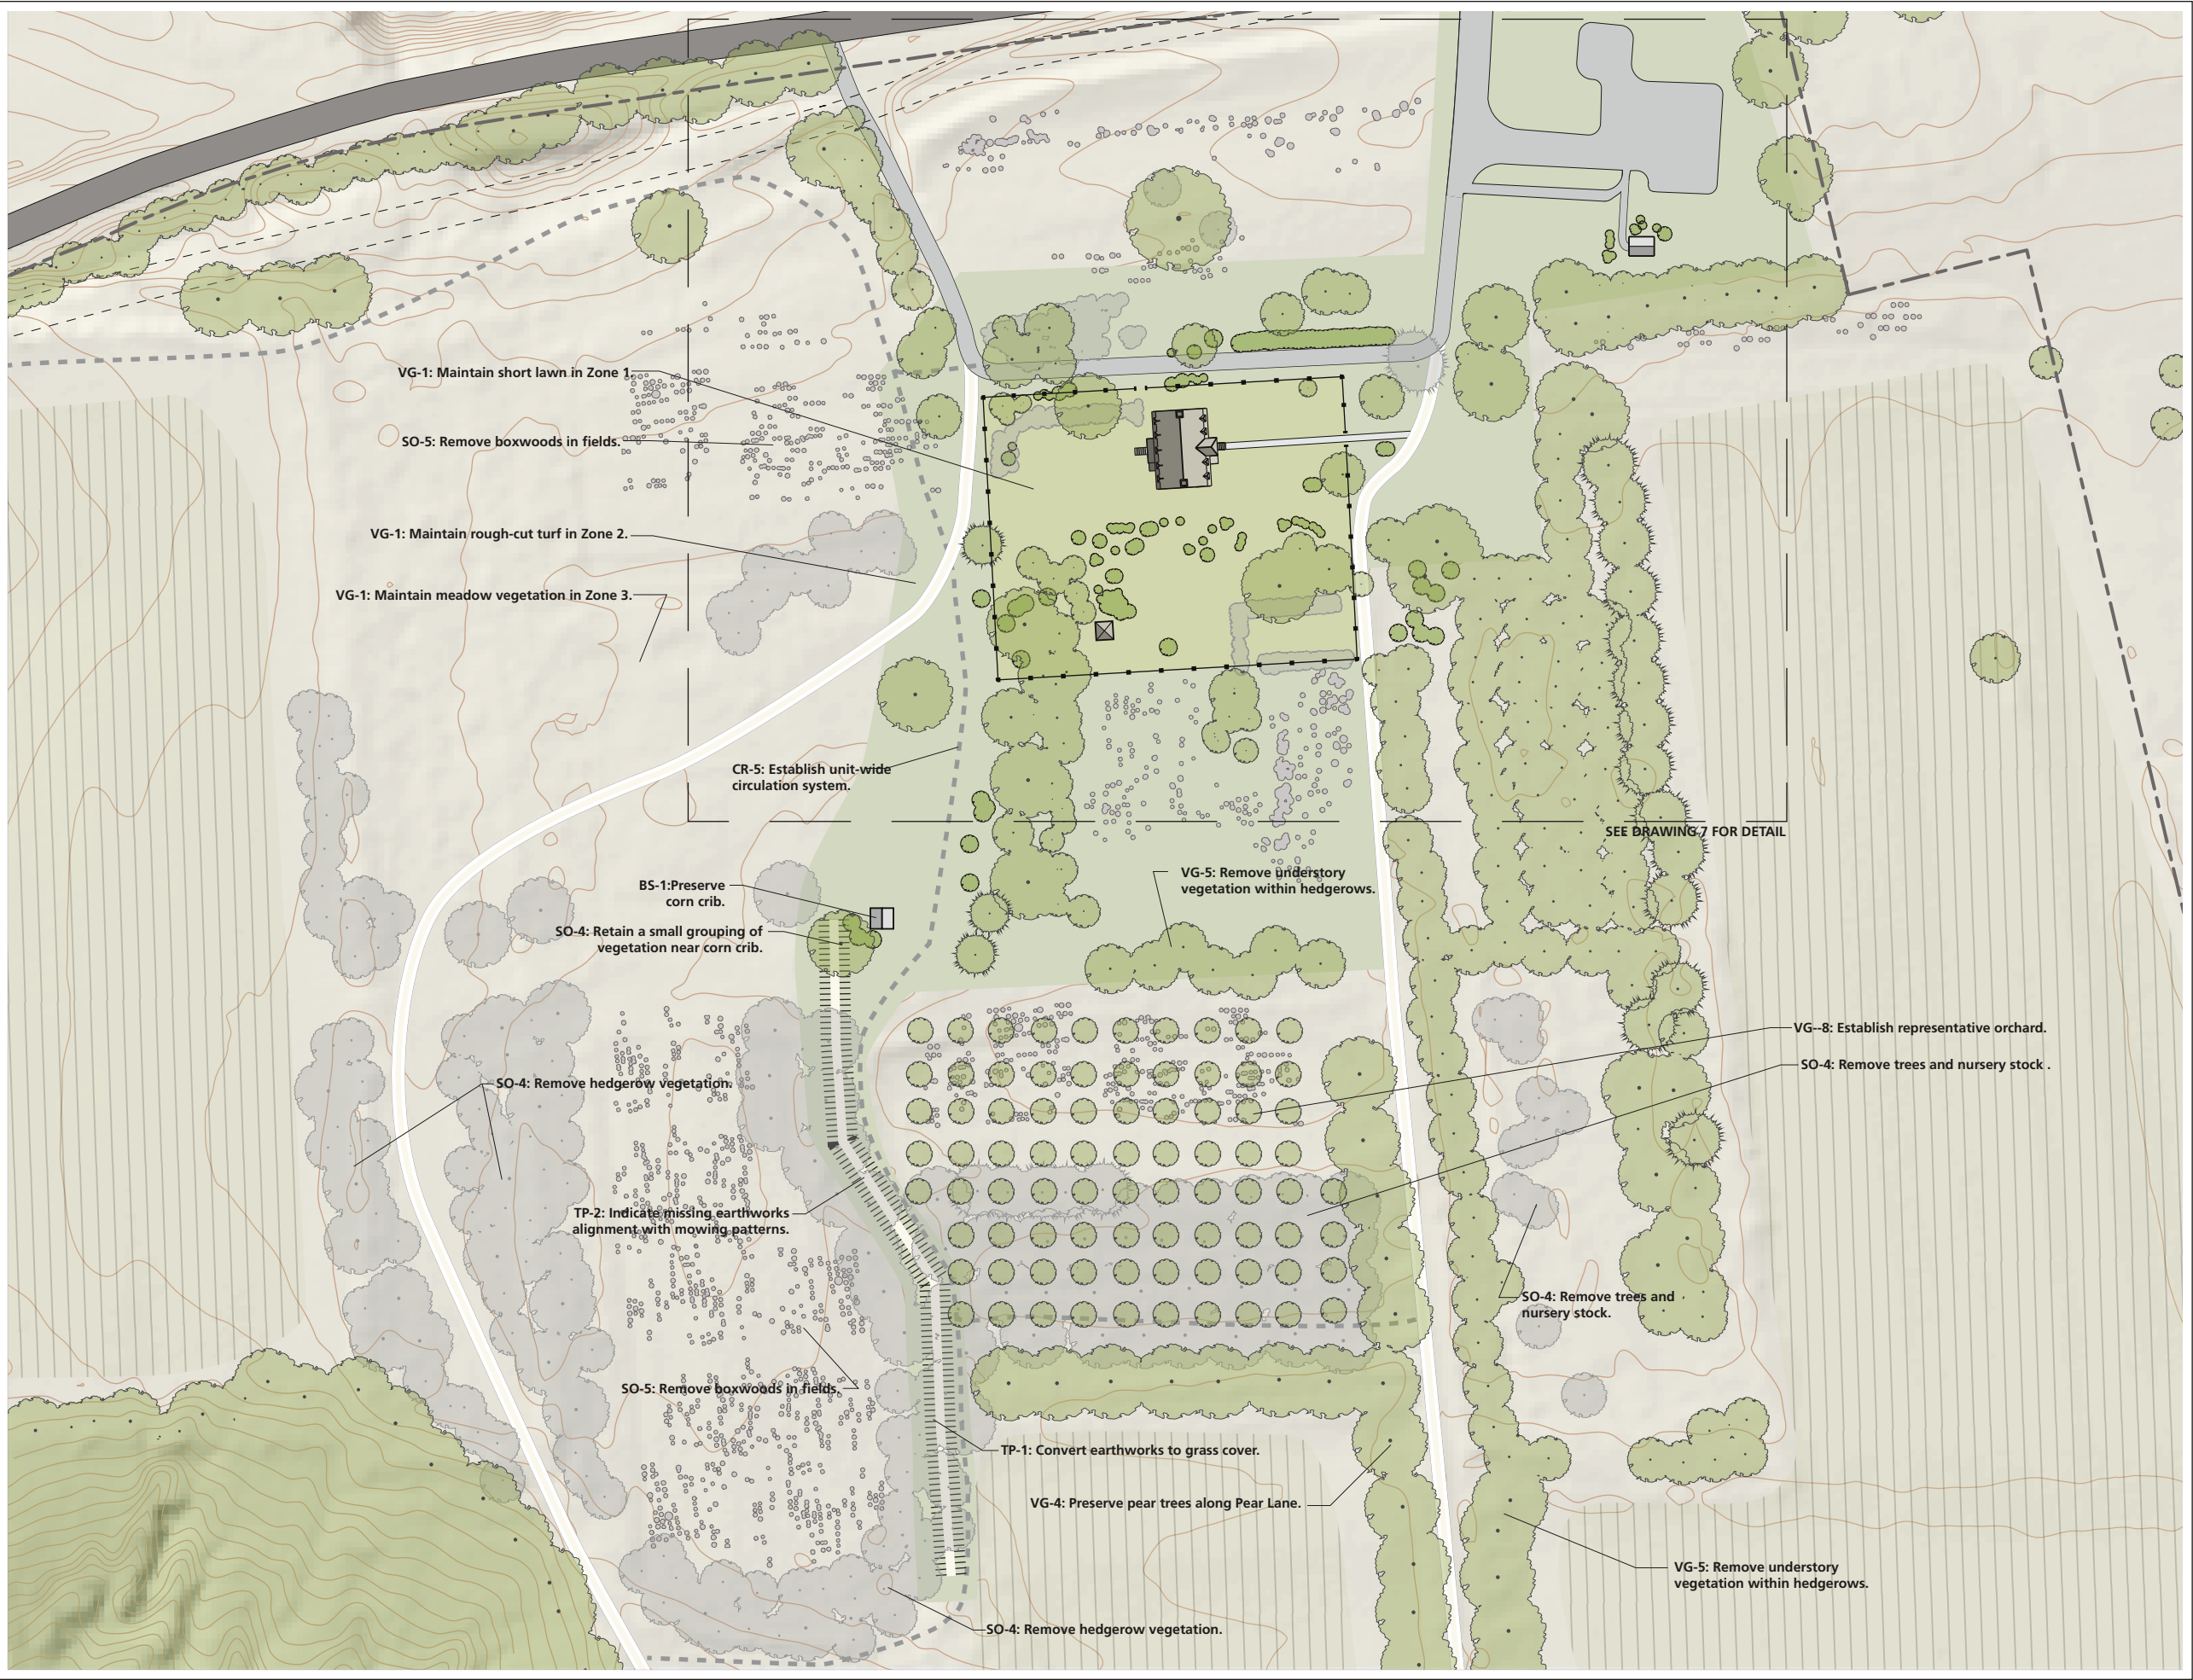 VG-1: Maintain short lawn in Zone 1.
SO-5: Remove boxwoods in fields.
VG-1: Maintain rough-cut turf in Zone 2.
VG-1: Maintain meadow vegetation in Zone 3.
CR-5: Establish unit-wide
circulation system.
SEE DRAWING 7 FOR DETAIL
BS-1:Preserve
corn crib.
VG-5: Remove understory
vegetation within hedgerows.
SO-4: Retain a small grouping of
vegetation near corn crib.
VG--8: Establish representative orchard.
SO-4: Remove trees and nursery stock .
SO-4: Remove hedgerow vegetation.
TP-2: Indicate missing earthworks
alignment with mowing patterns.
SO-4: Remove trees and
nursery stock.
SO-5: Remove boxwoods in fields.
TP-1: Convert earthworks to grass cover.
VG-4: Preserve pear trees along Pear Lane.
VG-5: Remove understory
vegetation within hedgerows.
SO-4: Remove hedgerow vegetation.